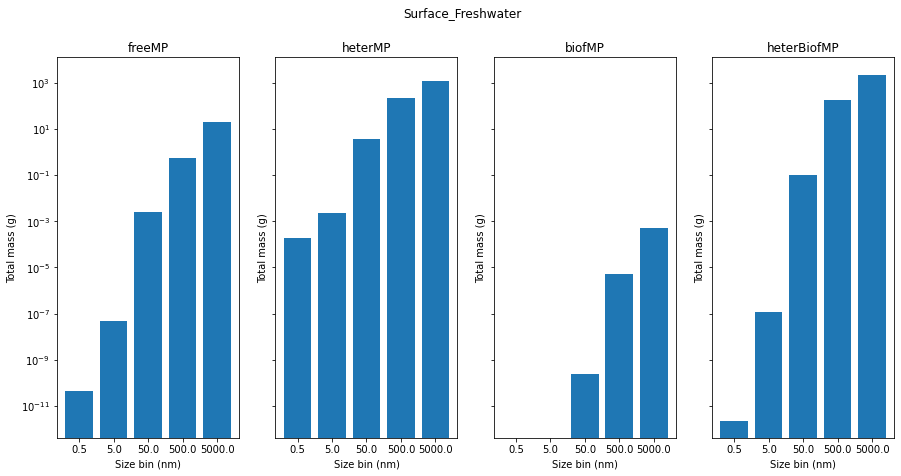 Surface_Freshwater
freeMP
heterMP
biofMP
heterBiofMP
Total mass (g)
10³
10¹
10⁻¹
10⁻³
10⁻⁵
10⁻⁷
10⁻⁹
10⁻¹¹
0.5 5.0 50.0 500.0 5000.0
Size bin (nm)
Total mass (g)
0.5 5.0 50.0 500.0 5000.0
Size bin (nm)
Total mass (g)
0.5 5.0 50.0 500.0 5000.0
Size bin (nm)
Total mass (g)
0.5 5.0 50.0 500.0 5000.0
Size bin (nm)